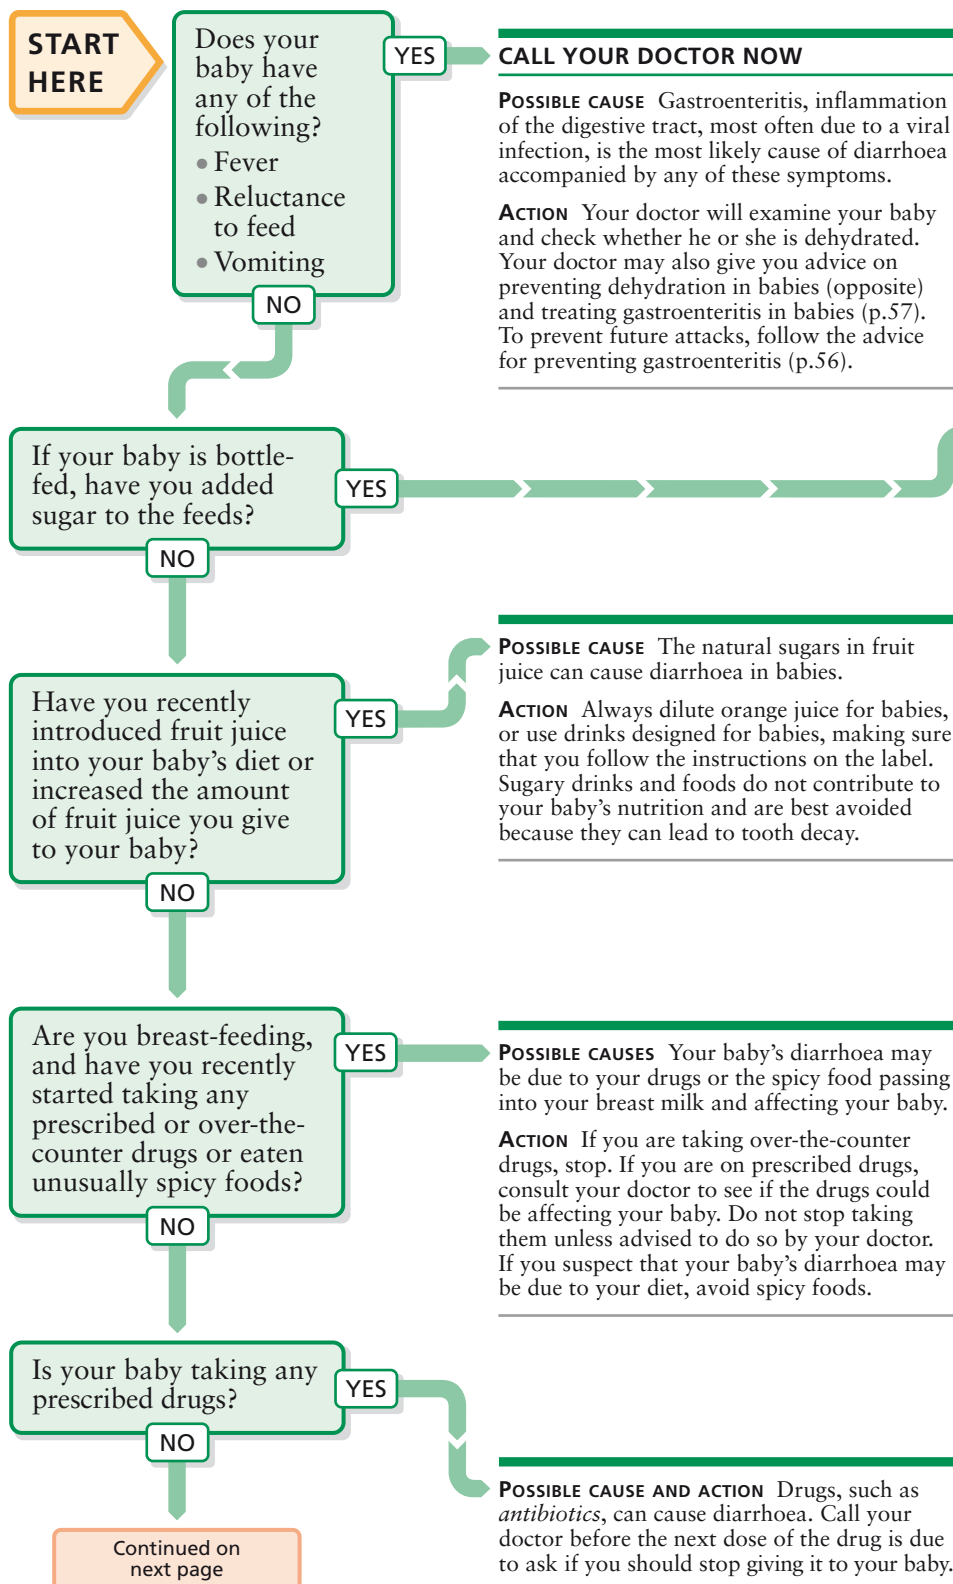 START
HERE
Does your
baby have
any of the
following?
• Fever
• Reluctance
to feed
• Vomiting
YES
NO
CALL YOUR DOCTOR NOW
POSSIBLE CAUSE Gastroenteritis, inflammation
of the digestive tract, most often due to a viral
infection, is the most likely cause of diarrhoea
accompanied by any of these symptoms.
ACTION Your doctor will examine your baby
and check whether he or she is dehydrated.
Your doctor may also give you advice on
preventing dehydration in babies (opposite)
and treating gastroenteritis in babies (p.57).
To prevent future attacks, follow the advice
for preventing gastroenteritis (p.56).
If your baby is bottle-
fed, have you added
sugar to the feeds?
YES
NO
Have you recently
introduced fruit juice
into your baby’s diet or
increased the amount
of fruit juice you give
to your baby?
YES
NO
POSSIBLE CAUSE The natural sugars in fruit
juice can cause diarrhoea in babies.
ACTION Always dilute orange juice for babies,
or use drinks designed for babies, making sure
that you follow the instructions on the label.
Sugary drinks and foods do not contribute to
your baby’s nutrition and are best avoided
because they can lead to tooth decay.
Are you breast-feeding,
and have you recently
started taking any
prescribed or over-the-
counter drugs or eaten
unusually spicy foods?
YES
NO
POSSIBLE CAUSES Your baby’s diarrhoea may
be due to your drugs or the spicy food passing
into your breast milk and affecting your baby.
ACTION If you are taking over-the-counter
drugs, stop. If you are on prescribed drugs,
consult your doctor to see if the drugs could
be affecting your baby. Do not stop taking
them unless advised to do so by your doctor.
If you suspect that your baby’s diarrhoea may
be due to your diet, avoid spicy foods.
Is your baby taking any
prescribed drugs?
YES
NO
POSSIBLE CAUSE AND ACTION Drugs, such as
antibiotics, can cause diarrhoea. Call your
doctor before the next dose of the drug is due
to ask if you should stop giving it to your baby.
Continued on
next page